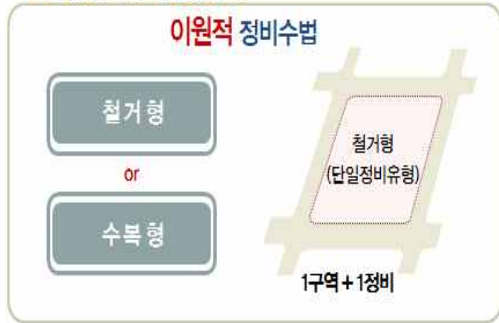 이원적 정비수법
철거형
or
수복형
철거형
(단일정비유형)
1구역 + 1정비